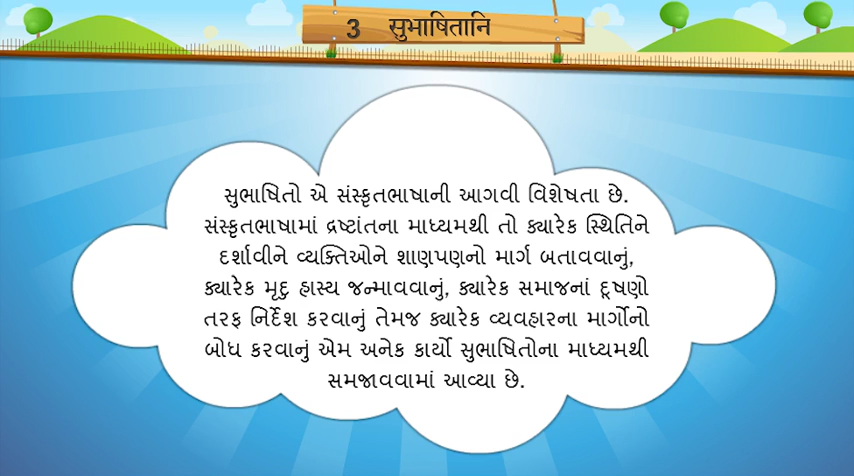 3 सुभाषितानि
સુભાષિતો એ સંસ્કૃતભાષાની આગવી વિશેષતા છે.
સંસ્કૃતભાષામાં દ્રષ્ટાંતના માધ્યમથી તો ક્યારેક સ્થિતિને
દર્શાવીને વ્યક્તિઓને શાણપણનો માર્ગ બતાવવાનું,
ક્યારેક મૃદુ હાસ્ય જન્માવવાનું, ક્યારેક સમાજનાં દૂષણો
તરફ નિર્દેશ કરવાનું તેમજ ક્યારેક વ્યવહારના માર્ગોનો
બોધ કરવાનું એમ અનેક કાર્યો સુભાષિતોના માધ્યમથી
સમજાવવામાં આવ્યા છે.